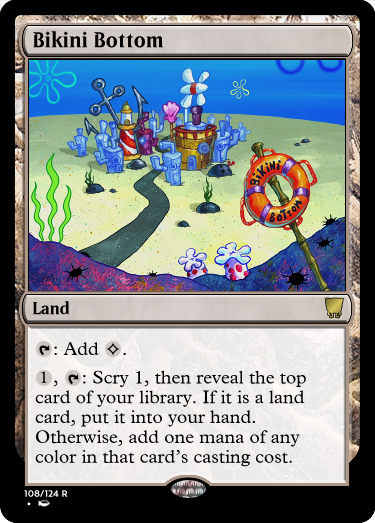 Bikini Bottom
BiKiNi
BOTTOM
Land
: Add .
1, : Scry 1, then reveal the top
card of your library. If it is a land
card, put it into your hand.
Otherwise, add one mana of any
color in that card's casting cost.
108/124 R